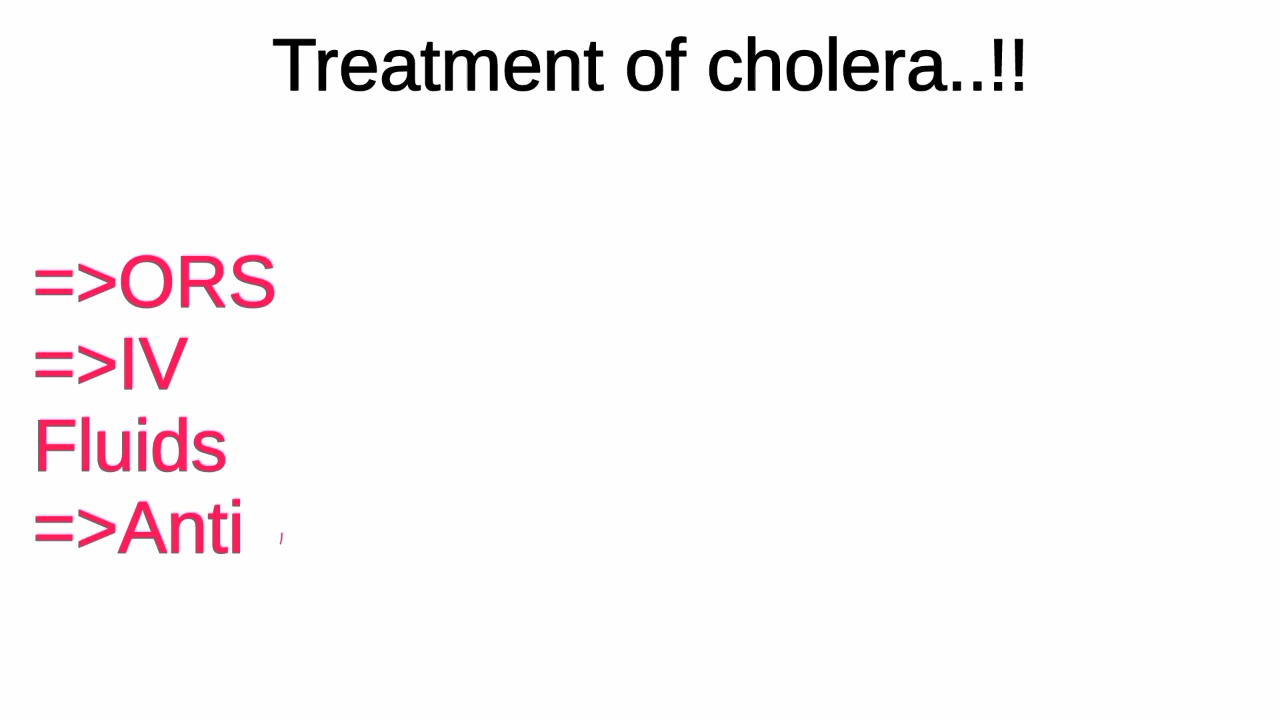 Treatment of cholera..!!
=>ORS
=>IV
Fluids
=>Anti